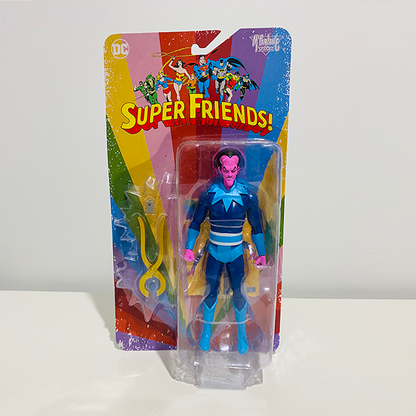 DC
McFarlane
TOYS
SUPER FRIENDS!